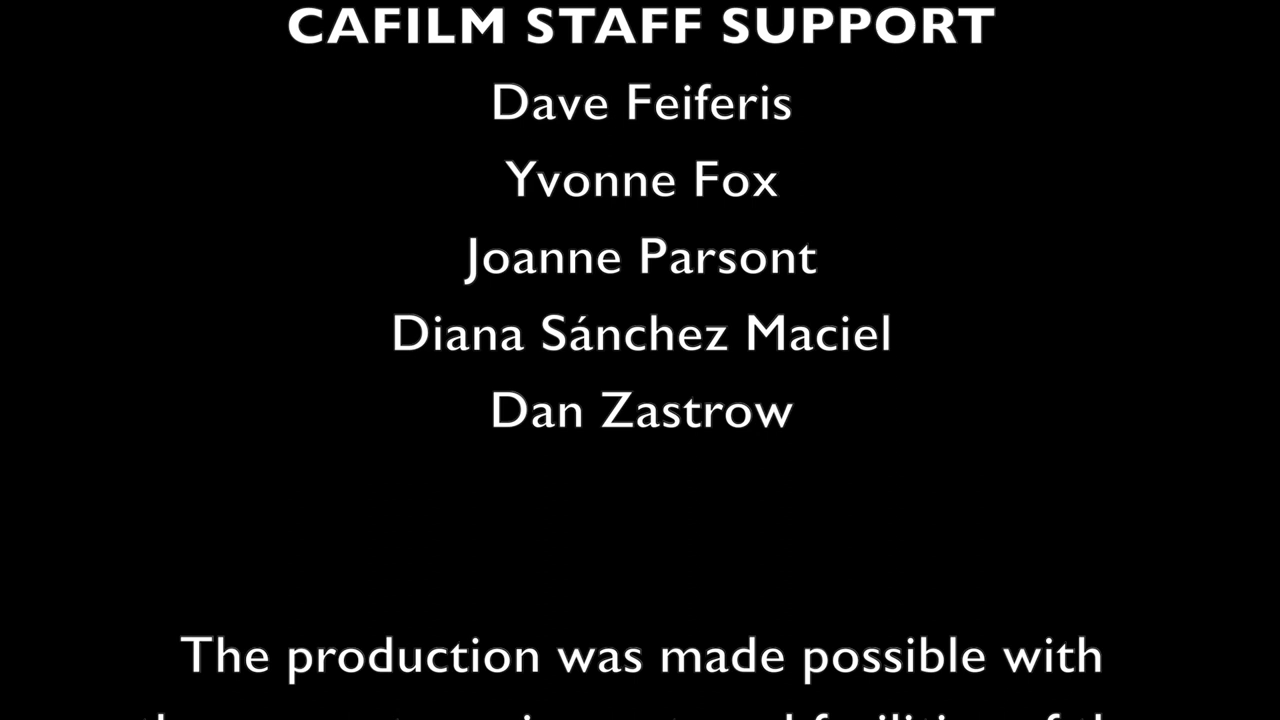 CAFILM STAFF SUPPORT
Dave Feiferis
Yvonne Fox
Joanne Parsont
Diana Sánchez Maciel
Dan Zastrow
The production was made possible with